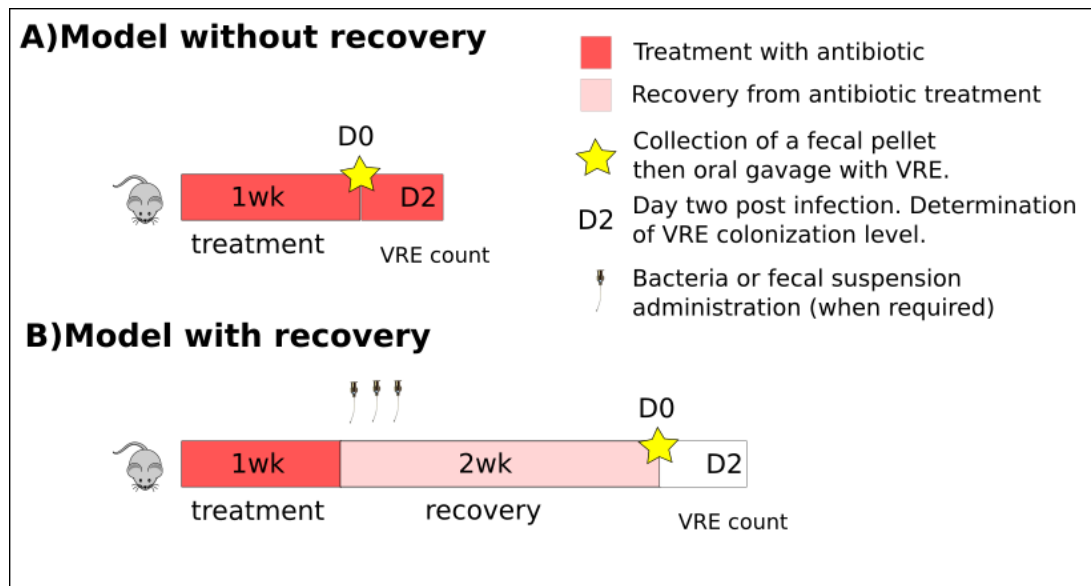 A)Model without recovery
Treatment with antibiotic
Recovery from antibiotic treatment
Collection of a fecal pellet
then oral gavage with VRE.
D2
Day two post infection. Determination
of VRE colonization level.
Bacteria or fecal suspension
administration (when required)
D0
1wk
D2
treatment
VRE count
B)Model with recovery
D0
1wk
2wk
D2
treatment
recovery
VRE count